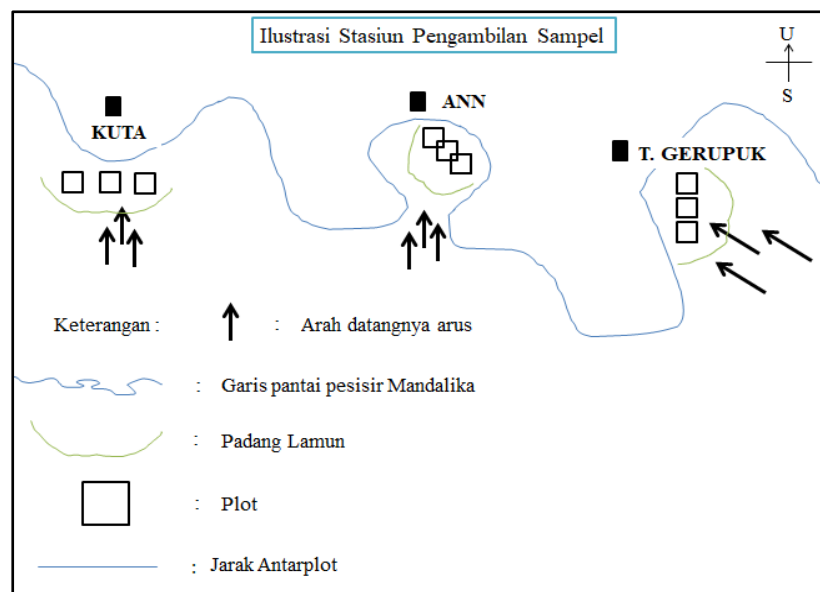 Ilustrasi Stasiun Pengambilan Sampel
U
S
KUTA
ANN
T. GERUPUK
Keterangan :
: Arah datangnya arus
: Garis pantai pesisir Mandalika
: Padang Lamun
: Plot
: Jarak Antarplot